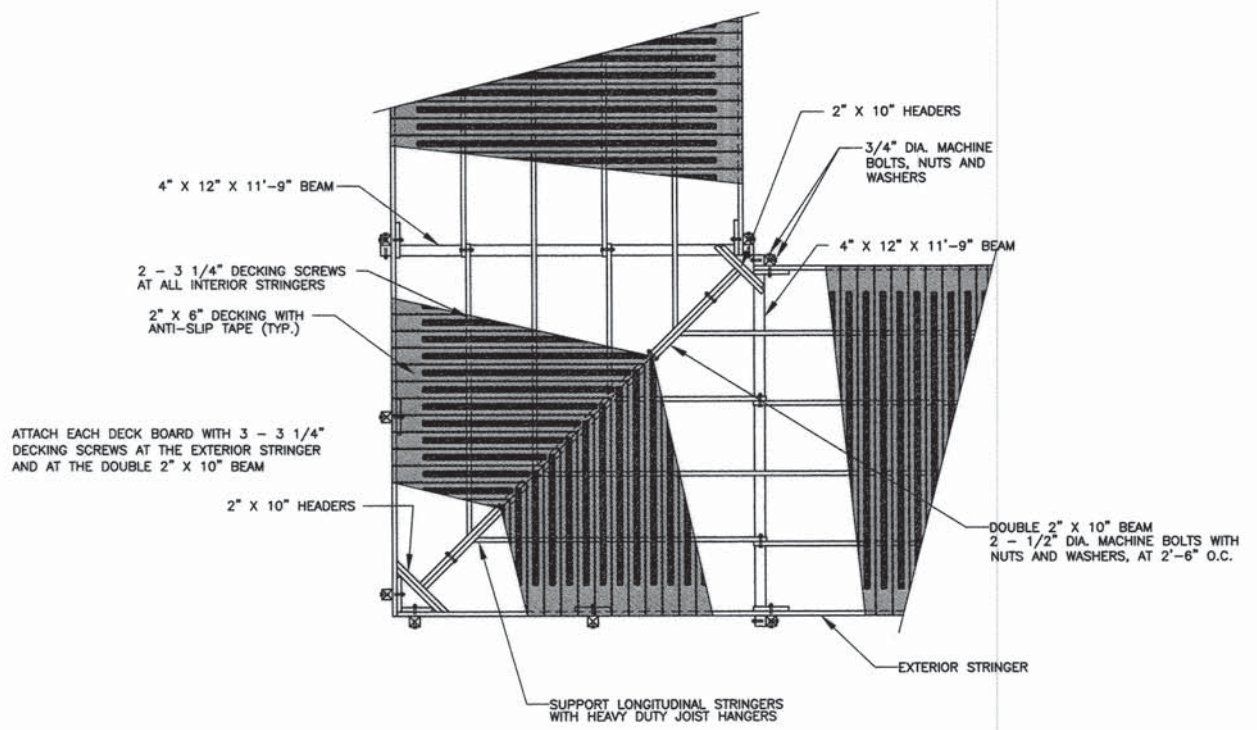 2" X 10" HEADERS
3/4" DIA. MACHINE
BOLTS, NUTS AND
WASHERS
4" X 12" X 11'-9" BEAM
4" X 12" X 11'-9" BEAM
2 - 3 1/4" DECKING SCREWS
AT ALL INTERIOR STRINGERS
2" X 6" DECKING WITH
ANTI-SLIP TAPE (TYP.)
ATTACH EACH DECK BOARD WITH 3 - 3 1/4"
DECKING SCREWS AT THE EXTERIOR STRINGER
AND AT THE DOUBLE 2" X 10" BEAM
2" X 10" HEADERS
DOUBLE 2" X 10" BEAM
2 - 1/2" DIA. MACHINE BOLTS WITH
NUTS AND WASHERS, AT 2'-6" O.C.
EXTERIOR STRINGER
SUPPORT LONGITUDINAL STRINGERS
WITH HEAVY DUTY JOIST HANGERS